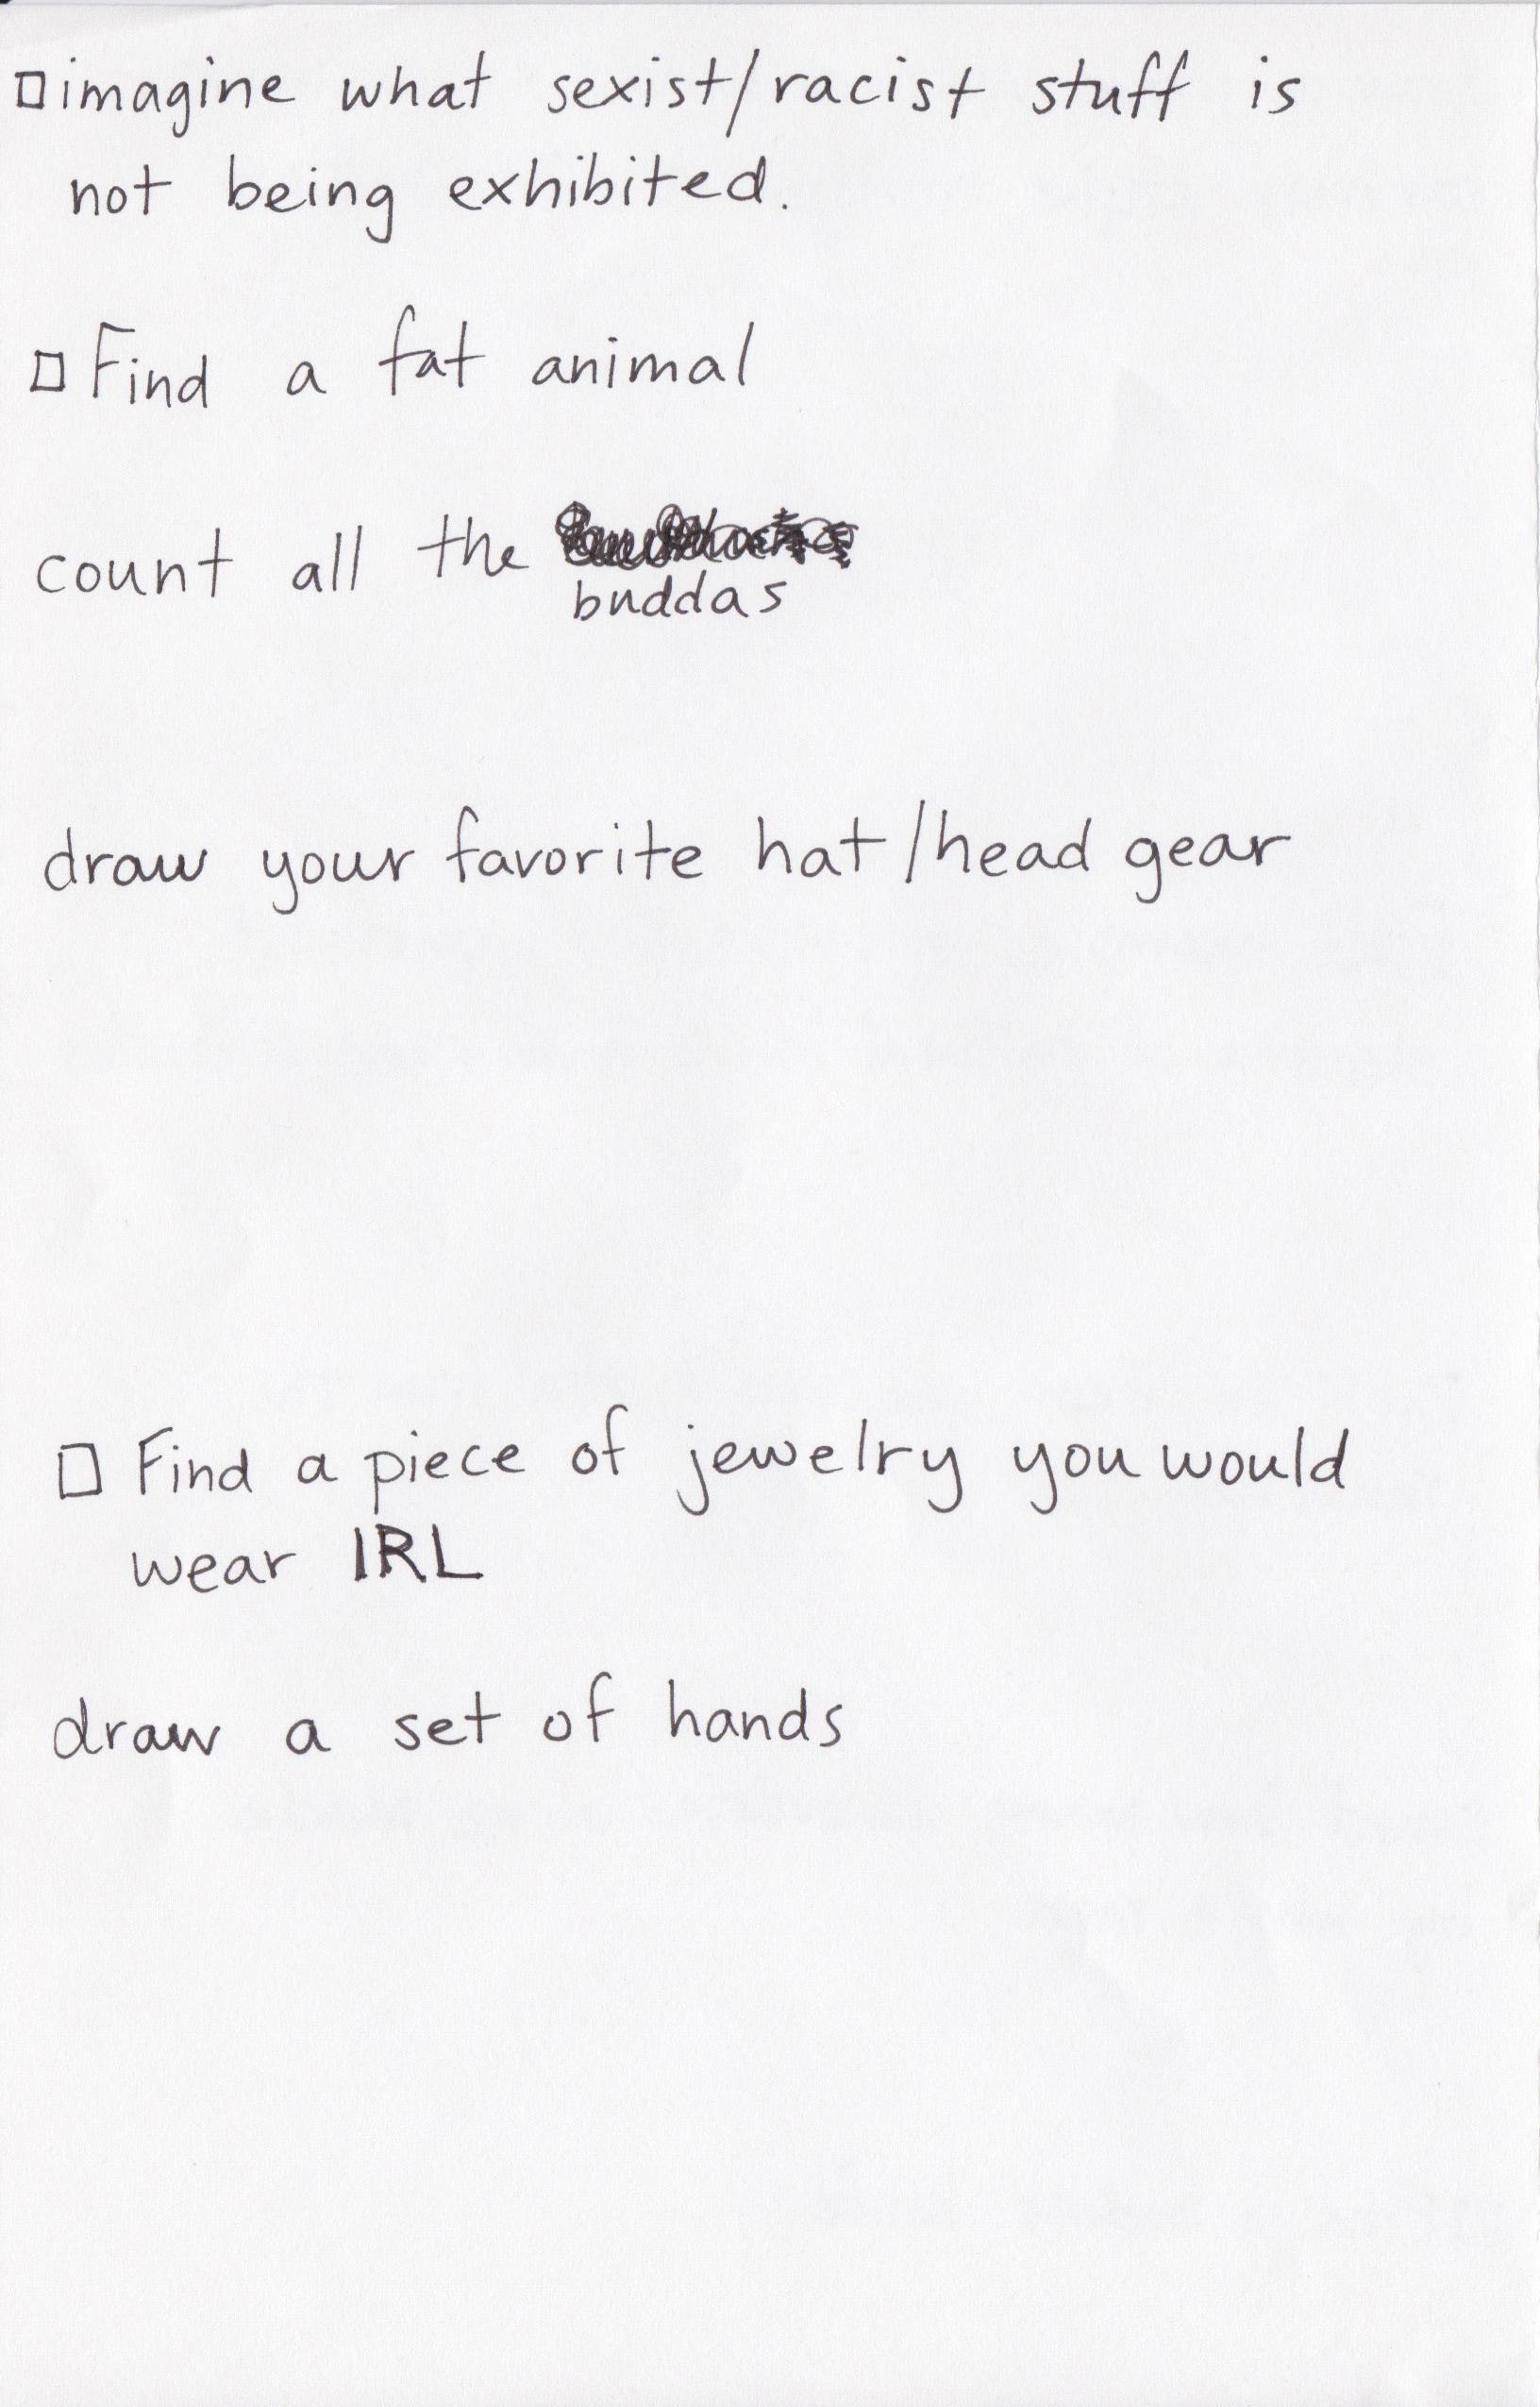 □ imagine what sexist/racist stuff is
not being exhibited.
□ Find a fat animal
count all the
buddas
draw your favorite hat/head gear
□ Find a piece of jewelry you would
wear IRL
draw a set of hands